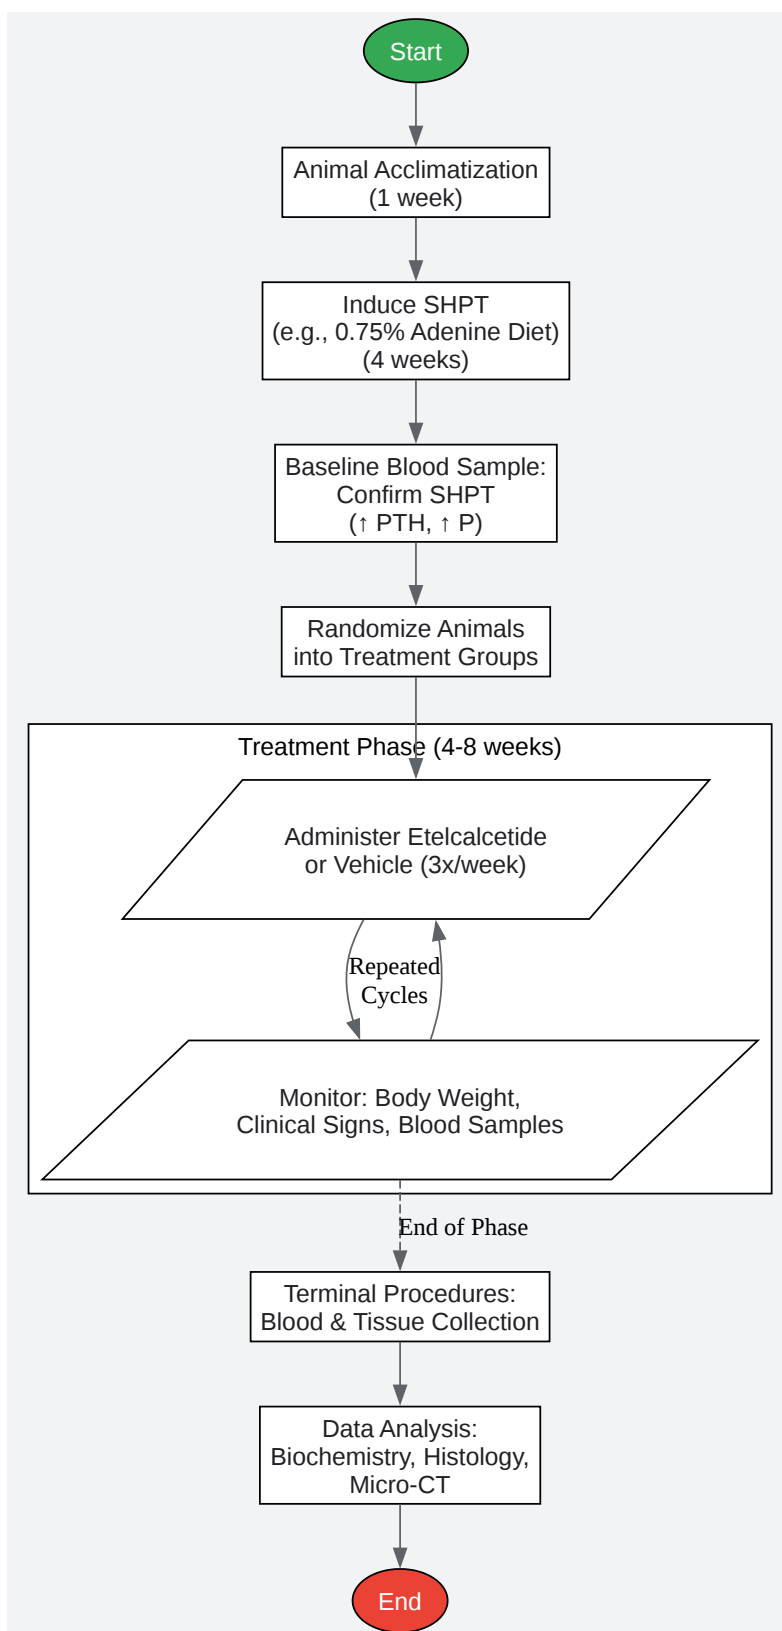 Start
Animal Acclimatization
(1 week)
Induce SHPT
(e.g., 0.75% Adenine Diet)
(4 weeks)
Baseline Blood Sample:
Confirm SHPT
(↑ PTH, ↑ P)
Randomize Animals
into Treatment Groups
Treatment Phase (4-8 weeks)
Administer Etelcalcetide
or Vehicle (3x/week)
Repeated
Cycles
Monitor: Body Weight,
Clinical Signs, Blood Samples
End of Phase
Terminal Procedures:
Blood & Tissue Collection
Data Analysis:
Biochemistry, Histology,
Micro-CT
End